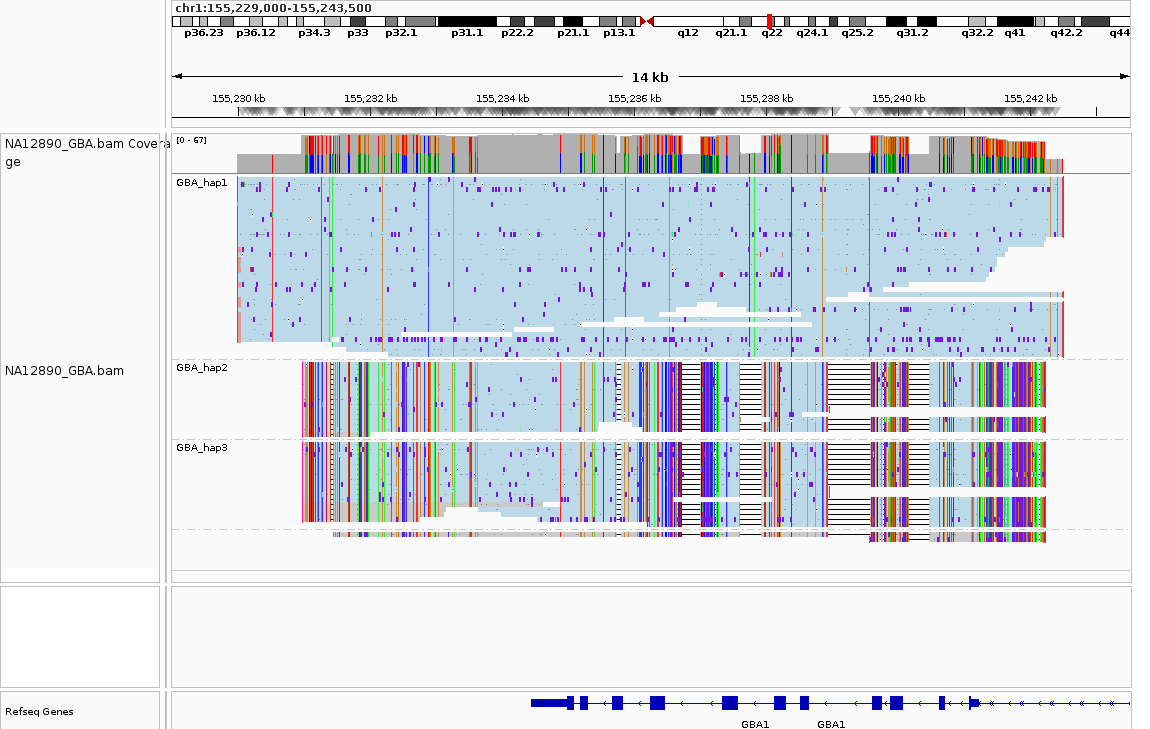 chr1:155,229,000-155,243,500
p36.23 p36.12 p34.3 p33 p32.1 p31.1 p22.2 p21.1 p13.1 q12 q21.1 q22 q24.1 q25.2 q31.2 q32.2 q41 q42.2 q44
14 kb
155,230 kb 155,232 kb 155,234 kb 155,236 kb 155,238 kb 155,240 kb 155,242 kb
NA12890_GBA.bam Covera
ge
[0 - 67]
GBA_hap1
NA12890_GBA.bam
GBA_hap2
GBA_hap3
Refseq Genes
GBA1 GBA1